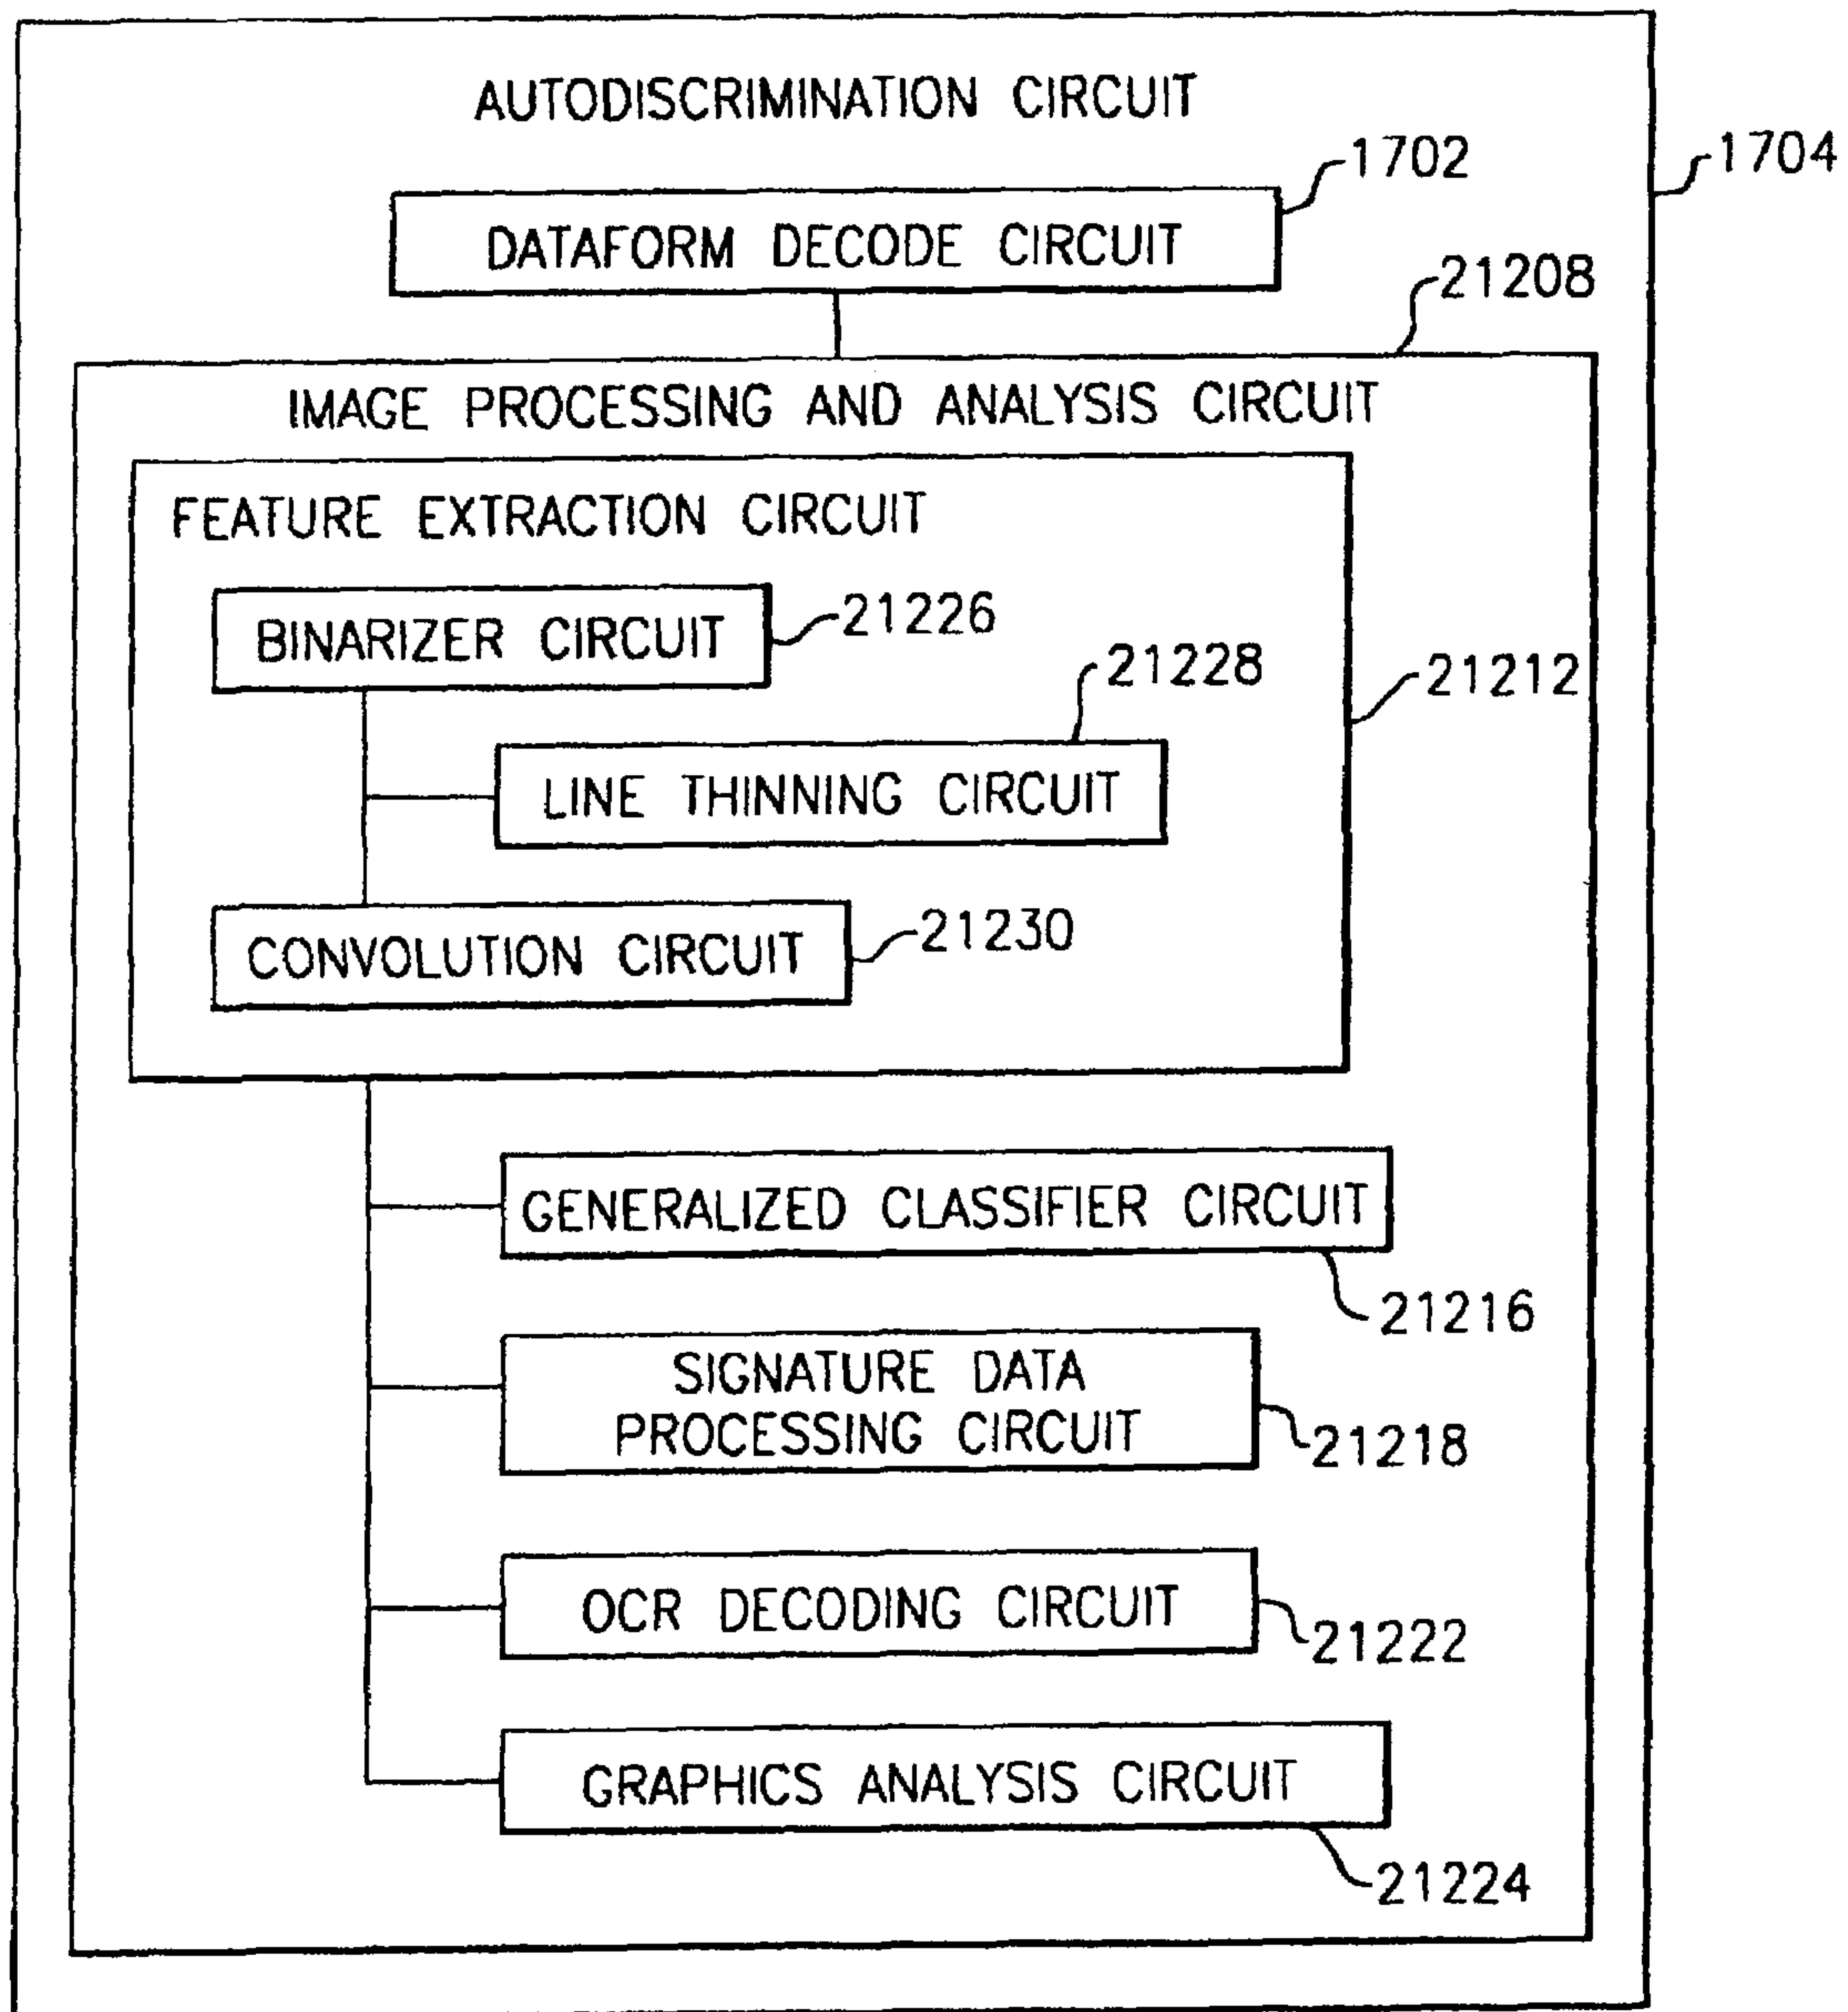 AUTODISCRIMINATION CIRCUIT
1702
1704
DATAFORM DECODE CIRCUIT
21208
IMAGE PROCESSING AND ANALYSIS CIRCUIT
FEATURE EXTRACTION CIRCUIT
BINARIZER CIRCUIT
21226
21228
21212
LINE THINNING CIRCUIT
CONVOLUTION CIRCUIT
21230
GENERALIZED CLASSIFIER CIRCUIT
21216
SIGNATURE DATA
PROCESSING CIRCUIT
21218
OCR DECODING CIRCUIT
21222
GRAPHICS ANALYSIS CIRCUIT
21224